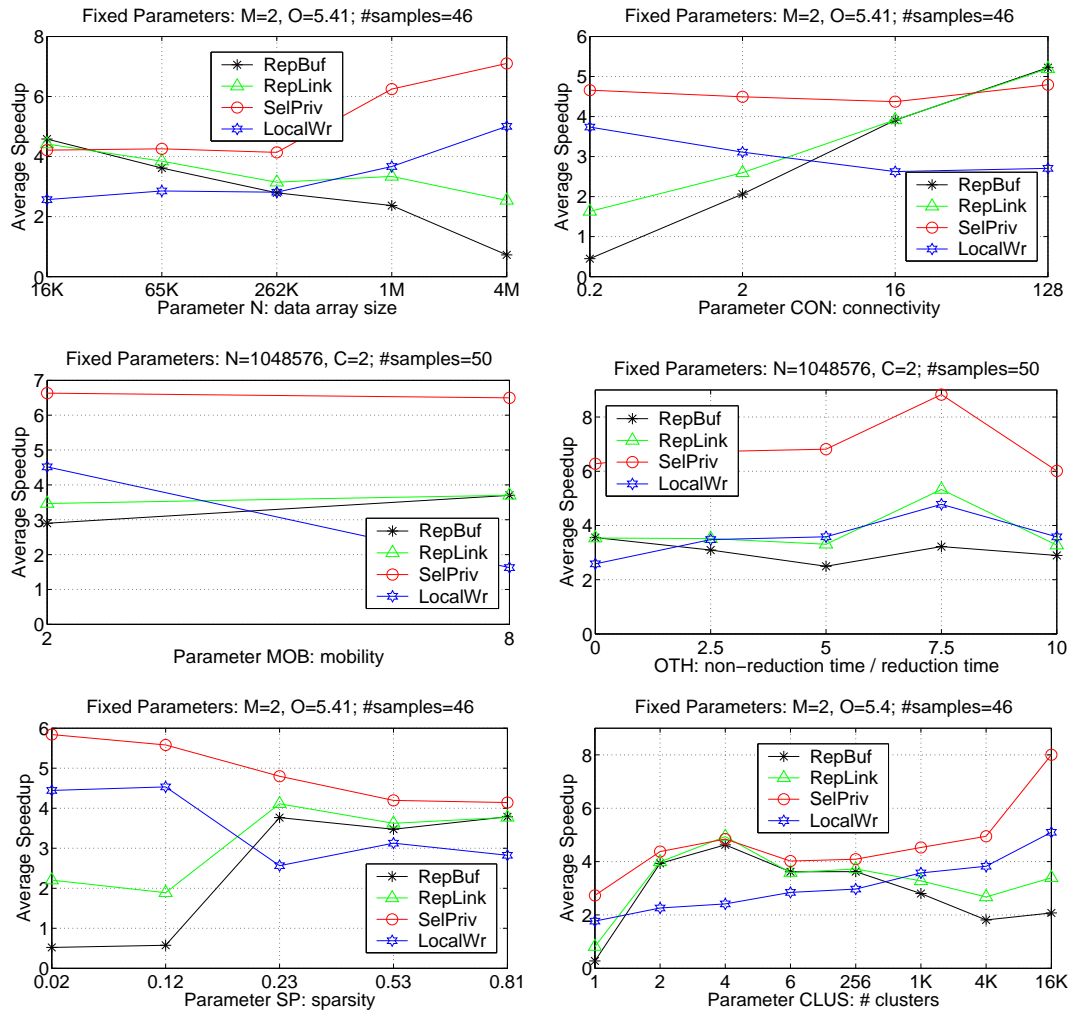 Fixed Parameters: M=2, O=5.41; #samples=46
8
6
4
2
0
Average Speedup
RepBuf
RepLink
SelPriv
LocalWr
16K 65K 262K 1M 4M
Parameter N: data array size
Fixed Parameters: M=2, O=5.41; #samples=46
6
5
4
3
2
1
0
Average Speedup
RepBuf
RepLink
SelPriv
LocalWr
0.2 2 16 128
Parameter CON: connectivity
Fixed Parameters: N=1048576, C=2; #samples=50
7
6
5
4
3
2
1
0
Average Speedup
RepBuf
RepLink
SelPriv
LocalWr
2 8
Parameter MOB: mobility
Fixed Parameters: N=1048576, C=2; #samples=50
8
6
4
2
0
Average Speedup
RepBuf
RepLink
SelPriv
LocalWr
0 2.5 5 7.5 10
OTH: non−reduction time / reduction time
Fixed Parameters: M=2, O=5.41; #samples=46
6
5
4
3
2
1
0
Average Speedup
RepBuf
RepLink
SelPriv
LocalWr
0.02 0.12 0.23 0.53 0.81
Parameter SP: sparsity
Fixed Parameters: M=2, O=5.4; #samples=46
8
6
4
2
0
Average Speedup
RepBuf
RepLink
SelPriv
LocalWr
1 2 4 6 256 1K 4K 16K
Parameter CLUS: # clusters